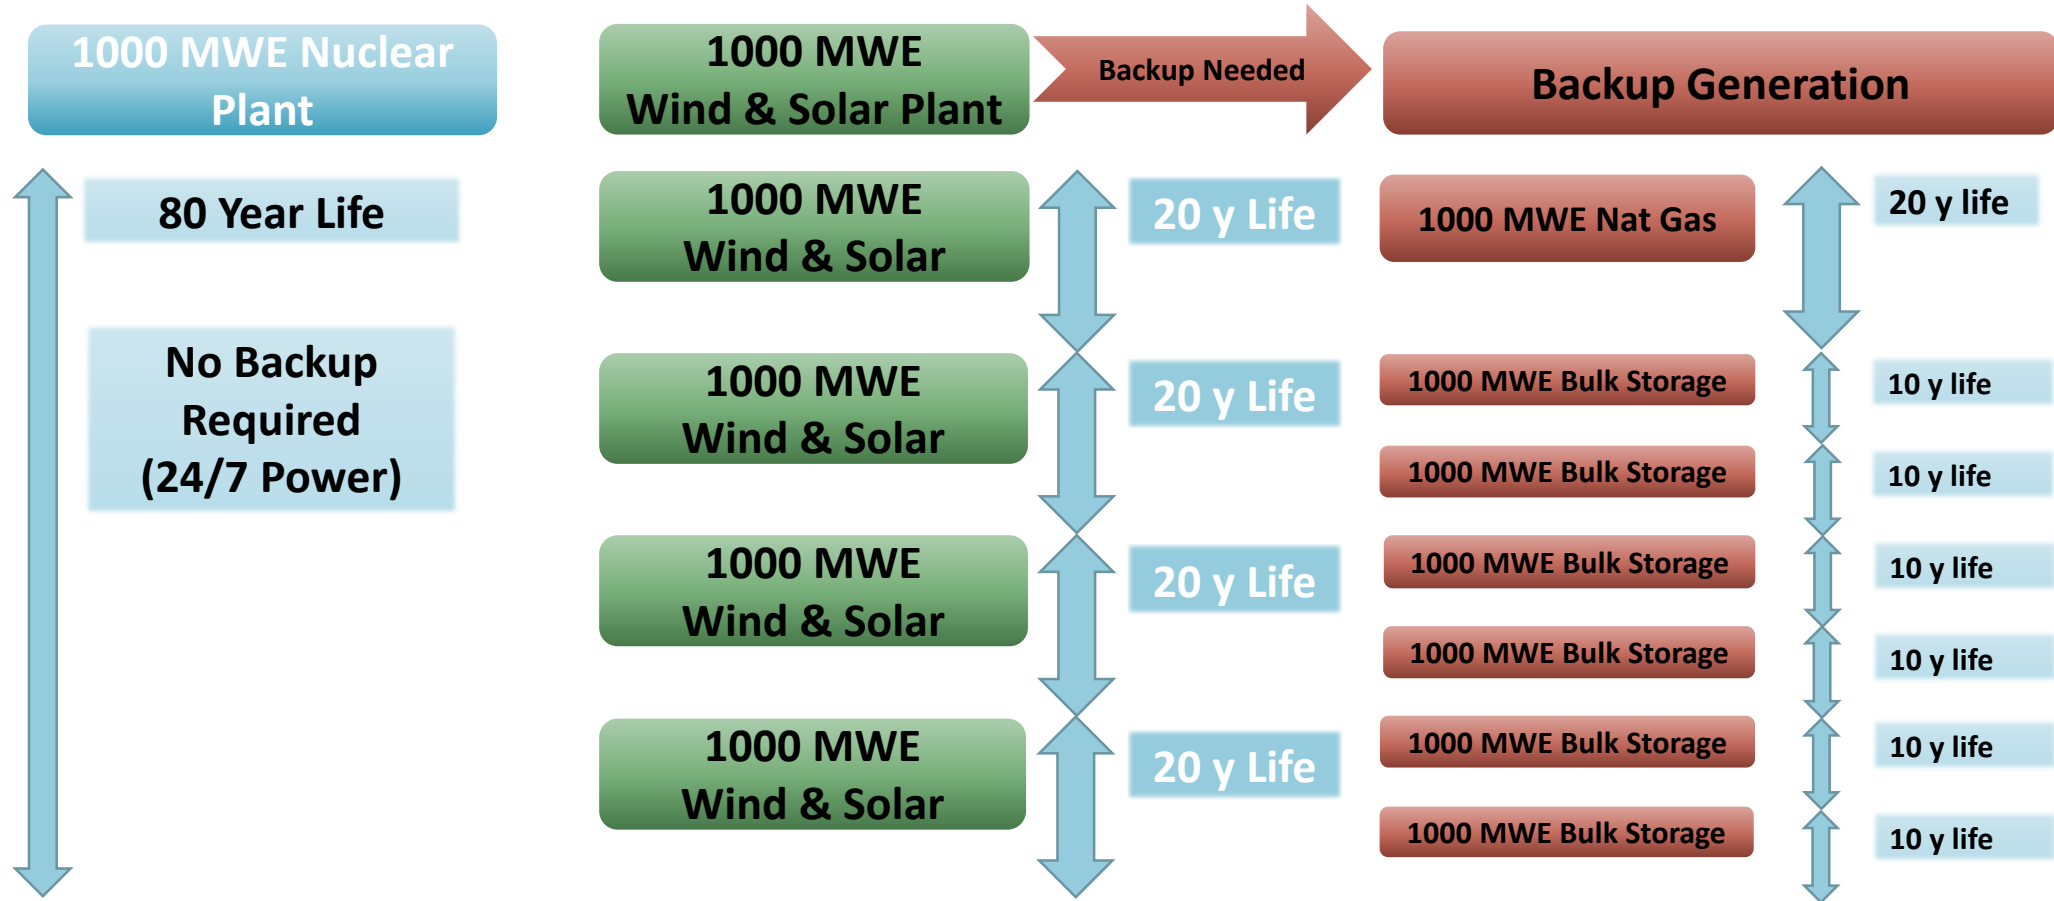 1000 MWE Nuclear
Plant
1000 MWE
Wind & Solar Plant
Backup Needed
Backup Generation
80 Year Life
No Backup
Required
(24/7 Power)
1000 MWE
Wind & Solar
20 y Life
1000 MWE Nat Gas
20 y life
1000 MWE
Wind & Solar
20 y Life
1000 MWE Bulk Storage
10 y life
1000 MWE Bulk Storage
10 y life
1000 MWE
Wind & Solar
20 y Life
1000 MWE Bulk Storage
10 y life
1000 MWE Bulk Storage
10 y life
1000 MWE
Wind & Solar
20 y Life
1000 MWE Bulk Storage
10 y life
1000 MWE Bulk Storage
10 y life